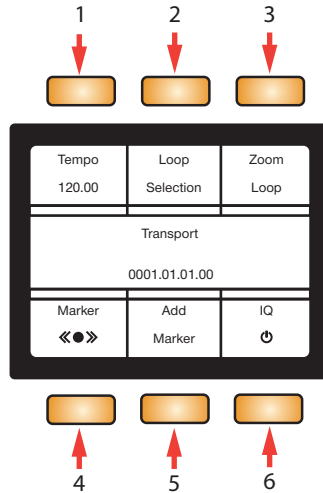 1 2 3
Tempo Loop Zoom
120.00 Selection Loop
Transport
0001.01.01.00
Marker Add IQ
Marker
4 5 6